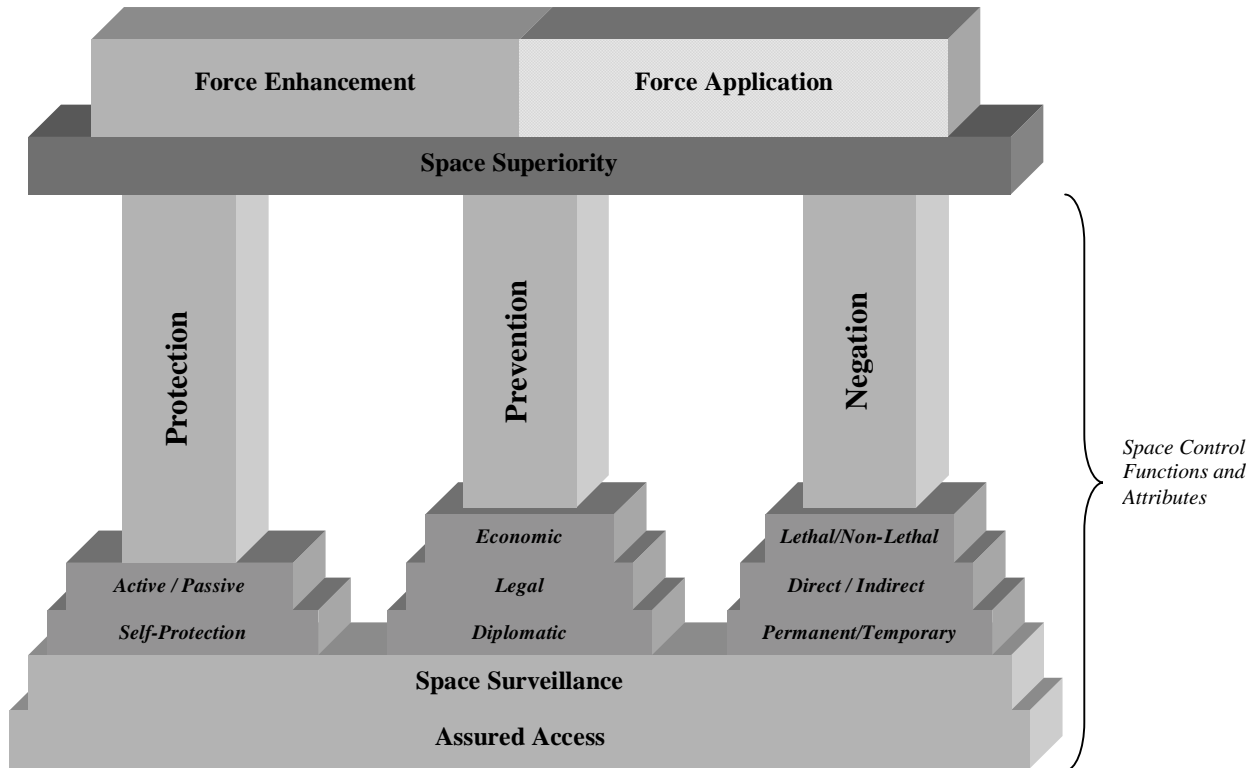 Force Enhancement
Force Application
Space Superiority
Protection
Prevention
Negation
Space Control
Functions and
Attributes
Economic
Lethal/Non-Lethal
Active / Passive
Legal
Direct / Indirect
Self-Protection
Diplomatic
Permanent/Temporary
Space Surveillance
Assured Access